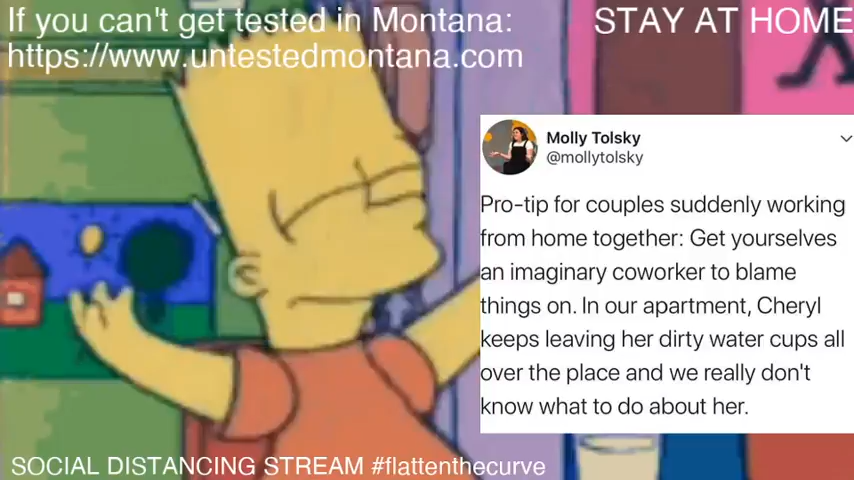 If you can't get tested in Montana:
https://www.untestedmontana.com
STAY AT HOME
Molly Tolsky
@mollytolsky
Pro-tip for couples suddenly working
from home together: Get yourselves
an imaginary coworker to blame
things on. In our apartment, Cheryl
keeps leaving her dirty water cups all
over the place and we really don't
know what to do about her.
SOCIAL DISTANCING STREAM #flattenthecurve